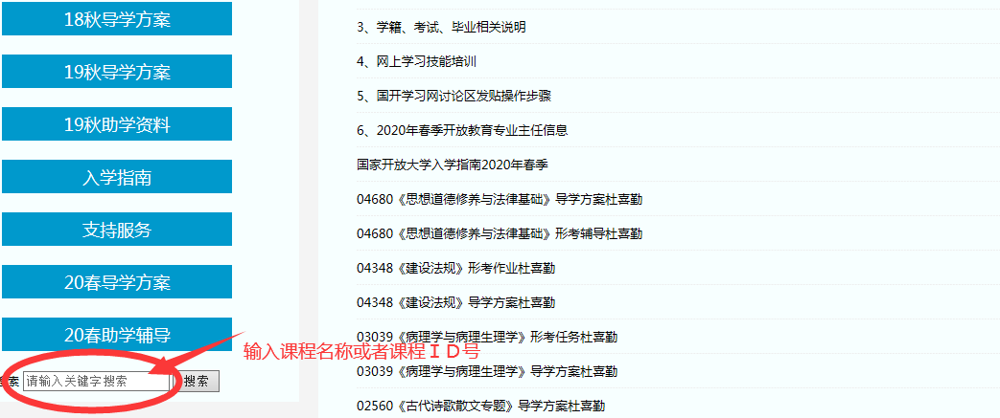 18秋导学方案
19秋导学方案
19秋助学资料
入学指南
支持服务
20春导学方案
20春助学辅导
搜索
请输入关键字搜索
搜索
3、学籍、考试、毕业相关说明
4、网上学习技能培训
5、国开学习网讨论区发贴操作步骤
6、2020年春季开放教育专业主任信息
国家开放大学入学指南2020年春季
04680《思想道德修养与法律基础》导学方案杜喜勤
04680《思想道德修养与法律基础》形考辅导杜喜勤
04348《建设法规》形考作业杜喜勤
04348《建设法规》导学方案杜喜勤
03039《病理学与病理生理学》形考任务杜喜勤
输入课程名称或者课程ＩＤ号
03039《病理学与病理生理学》导学方案杜喜勤
02560《古代诗歌散文专题》导学方案杜喜勤